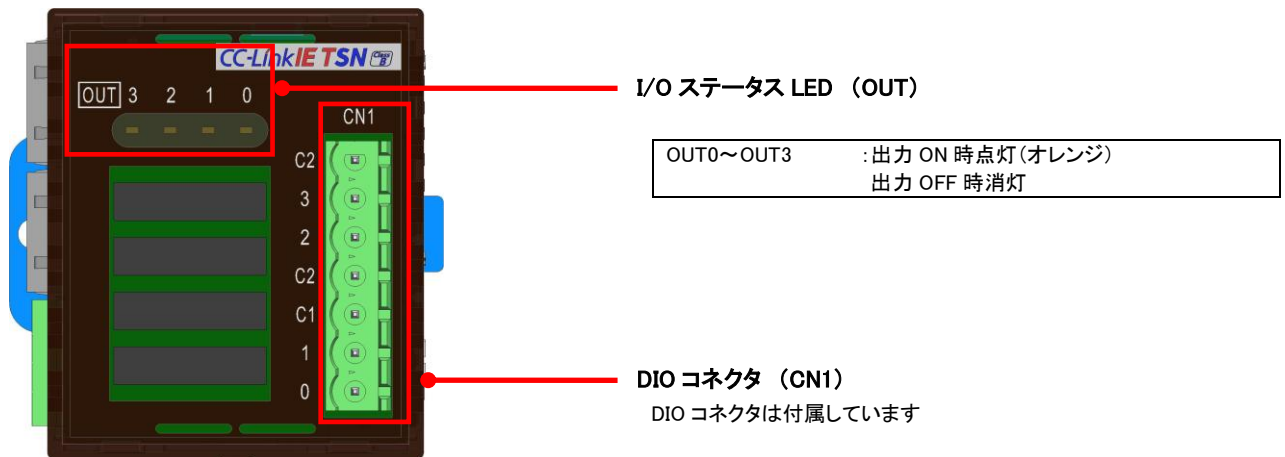 CC-Link IE TSN Class B
OUT 3 2 1 0
CN1
C2
3
2
C2
C1
1
0
I/O ステータス LED (OUT)
OUT0～OUT3 :出力 ON 時点灯(オレンジ)
出力 OFF 時消灯
DIO コネクタ (CN1)
DIO コネクタは付属しています